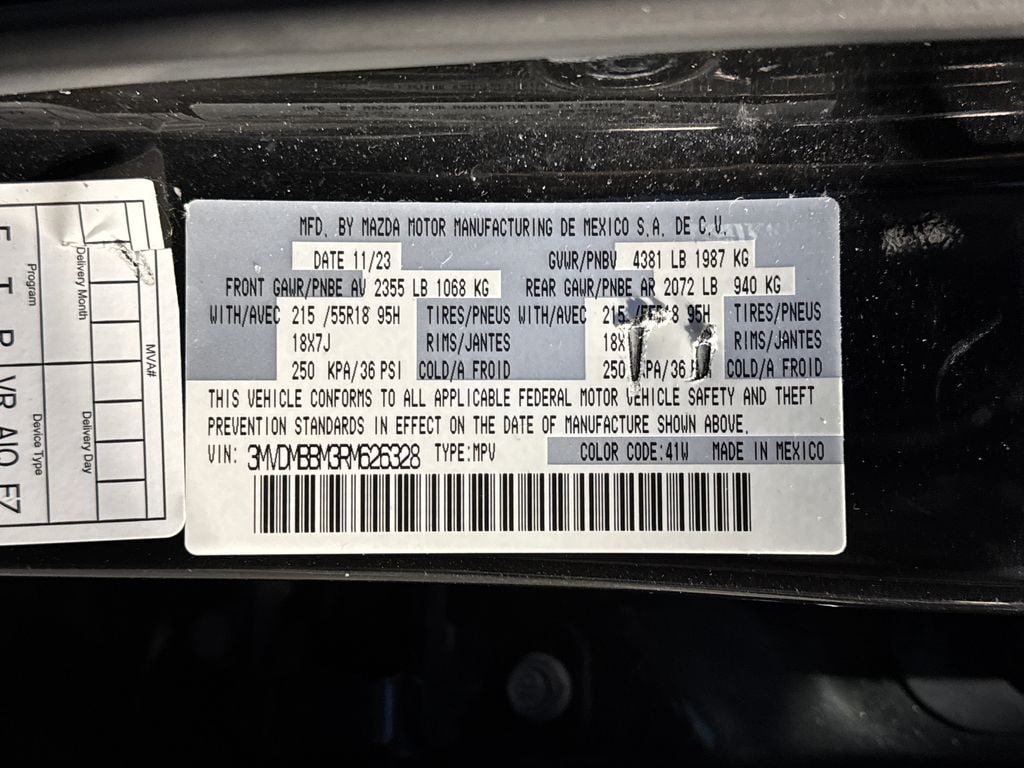 MFD. BY MAZDA MOTOR MANUFACTURING DE MEXICO S.A. DE C.V.
DATE 11/23 GVWR/PNBV 4381 LB 1987 KG
FRONT GAWR/PNBE AV 2355 LB 1068 KG REAR GAWR/PNBE AR 2072 LB 940 KG
WITH/AVEC 215 /55R18 95H TIRES/PNEUS WITH/AVEC 215 95H TIRES/PNEUS
18X7J RIMS/JANTES RIMS/JANTES
250 KPA/36 PSI COLD/A FROID 250 COLD/A FROID
THIS VEHICLE CONFORMS TO ALL APPLICABLE FEDERAL MOTOR VEHICLE SAFETY AND THEFT
PREVENTION STANDARDS IN EFFECT ON THE DATE OF MANUFACTURE SHOWN ABOVE.
VIN: 3MVDMBBM3RM626328 TYPE:MPV COLOR CODE:41W MADE IN MEXICO
MVA#
Delivery Month
Delivery Day
Program
Device Type